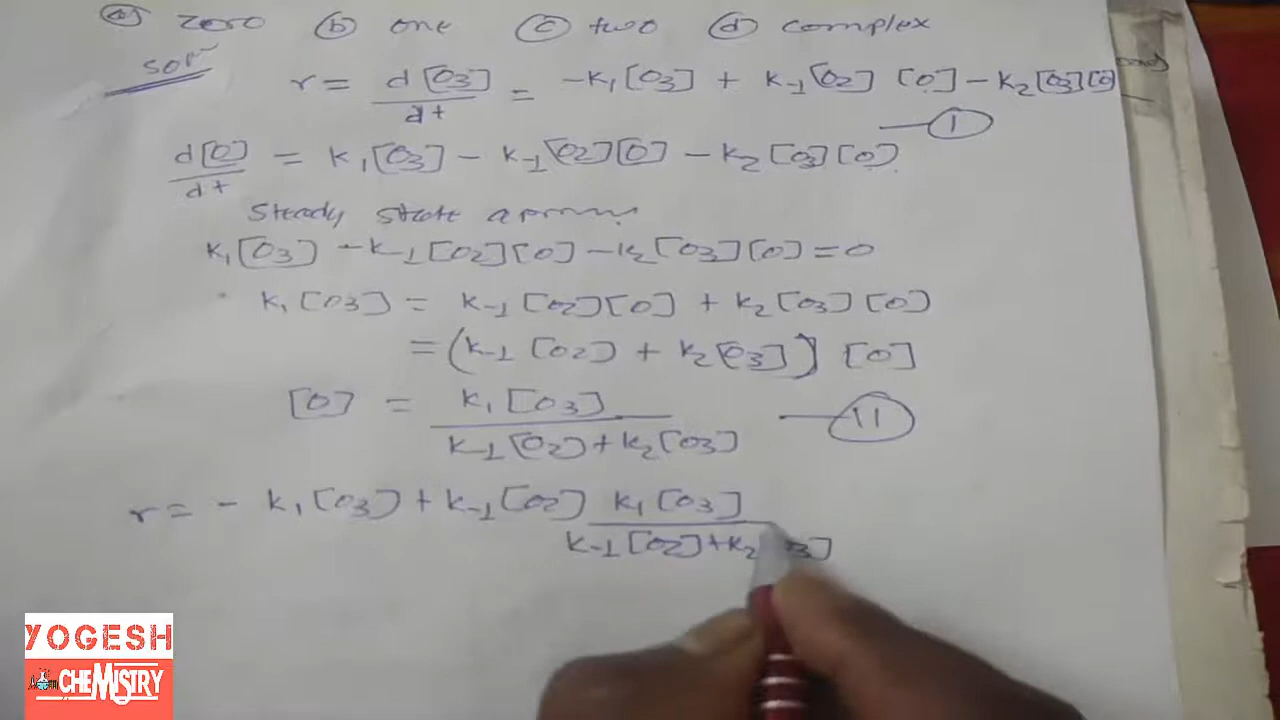 (a) zero (b) one (c) two (d) complex
sol
r = d[O3]/dt = -k1[O3] + k-1[O2] [O] - k2[O3][O] — (1)
d[O]/dt = k1[O3] - k-1[O2][O] - k2[O3][O]
Steady state
k1[O3] - k-1[O2][O] - k2[O3][O] = 0
k1[O3] = k-1[O2][O] + k2[O3][O]
= (k-1[O2] + k2[O3]) [O]
[O] = k1[O3] / k-1[O2] + k2[O3] — (11)
r = - k1[O3] + k-1[O2] k1[O3] / k-1[O2] + k2 O3]
YOGESH
CHEMISTRY